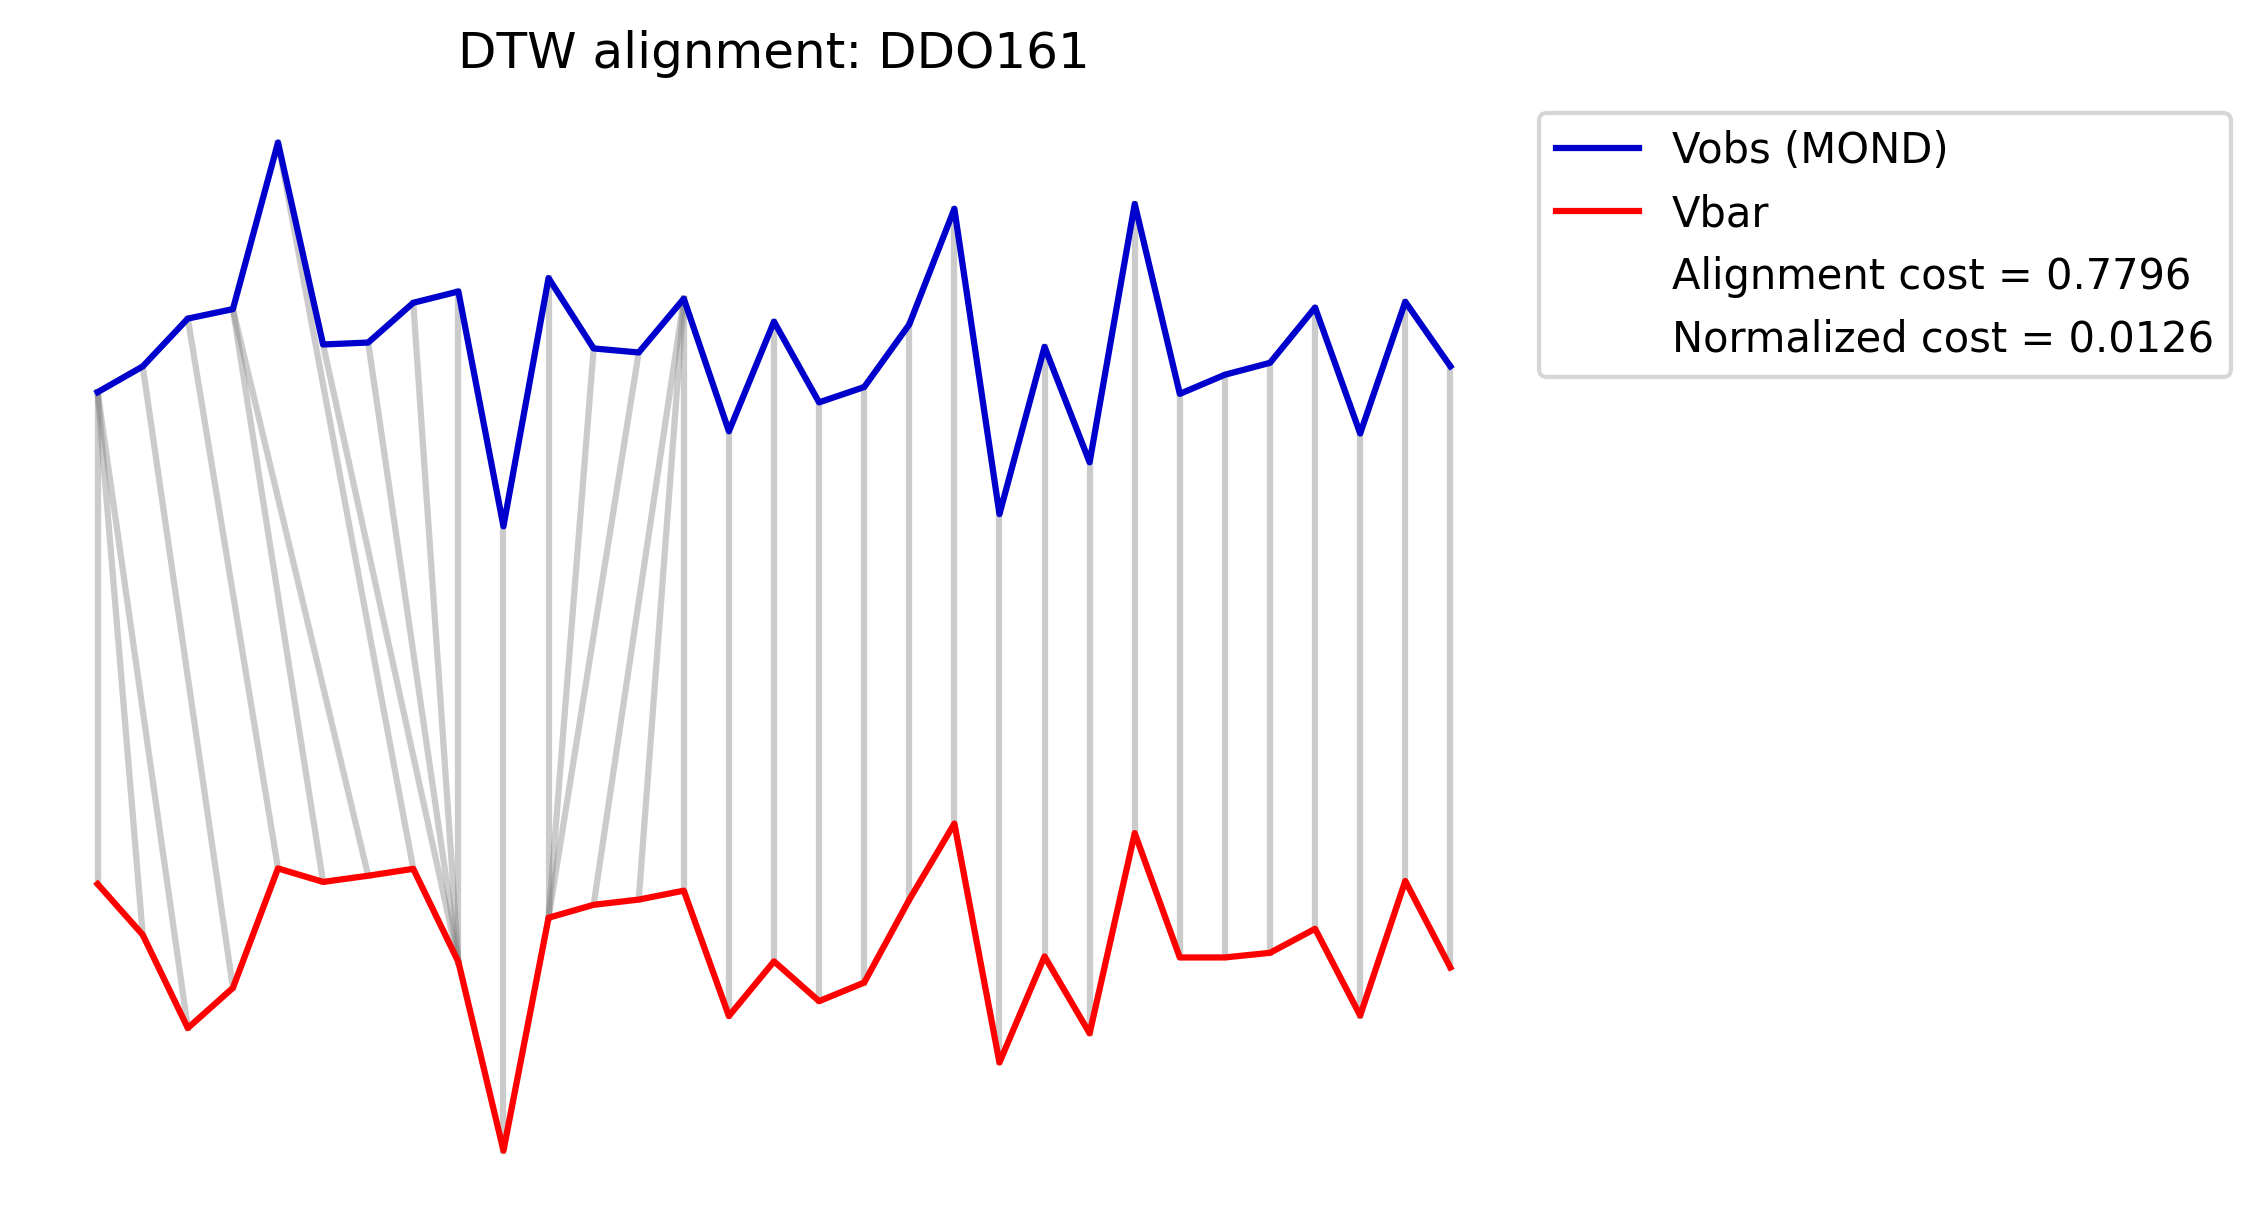 DTW alignment: DDO161
Vobs (MOND)
Vbar
Alignment cost = 0.7796
Normalized cost = 0.0126